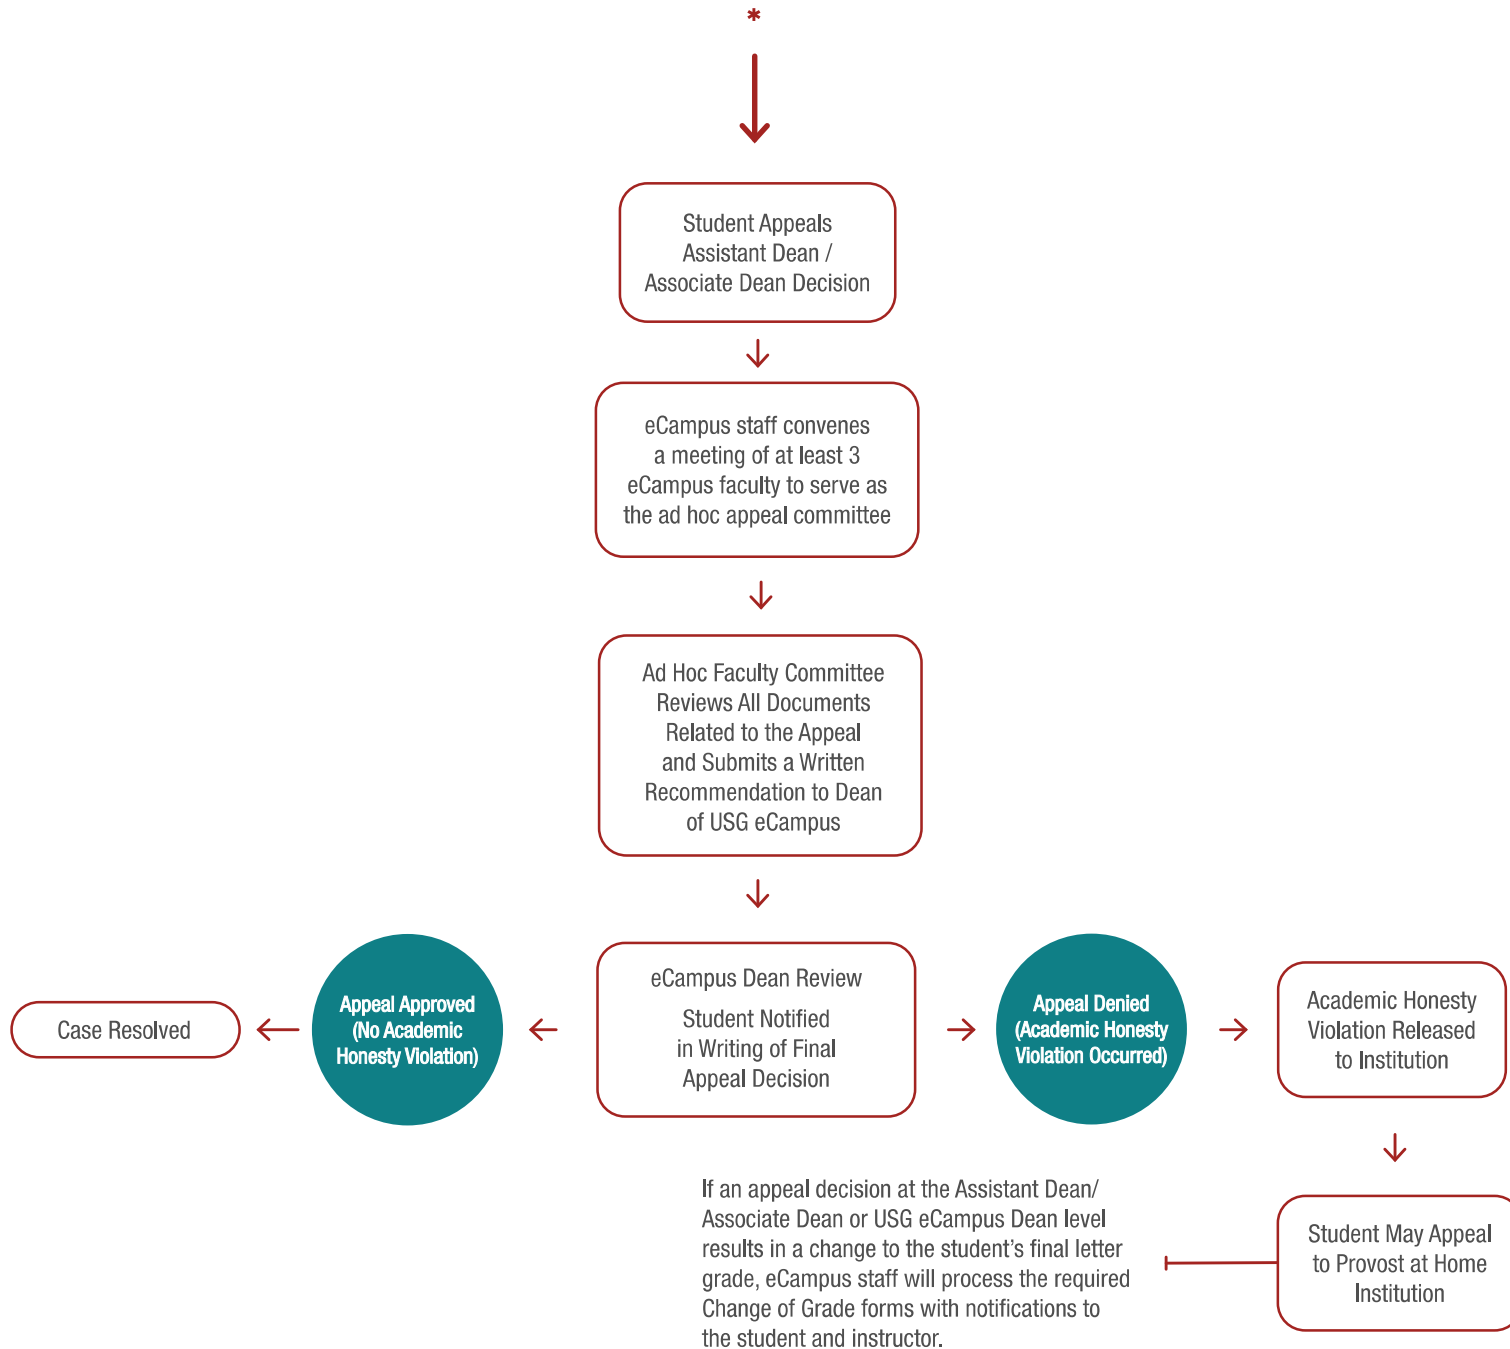 *
Student Appeals
Assistant Dean /
Associate Dean Decision
eCampus staff convenes
a meeting of at least 3
eCampus faculty to serve as
the ad hoc appeal committee
Ad Hoc Faculty Committee
Reviews All Documents
Related to the Appeal
and Submits a Written
Recommendation to Dean
of USG eCampus
eCampus Dean Review
Student Notified
in Writing of Final
Appeal Decision
Appeal Approved
(No Academic
Honesty Violation)
Case Resolved
Appeal Denied
(Academic Honesty
Violation Occurred)
Academic Honesty
Violation Released
to Institution
Student May Appeal
to Provost at Home
Institution
If an appeal decision at the Assistant Dean/
Associate Dean or USG eCampus Dean level
results in a change to the student’s final letter
grade, eCampus staff will process the required
Change of Grade forms with notifications to
the student and instructor.